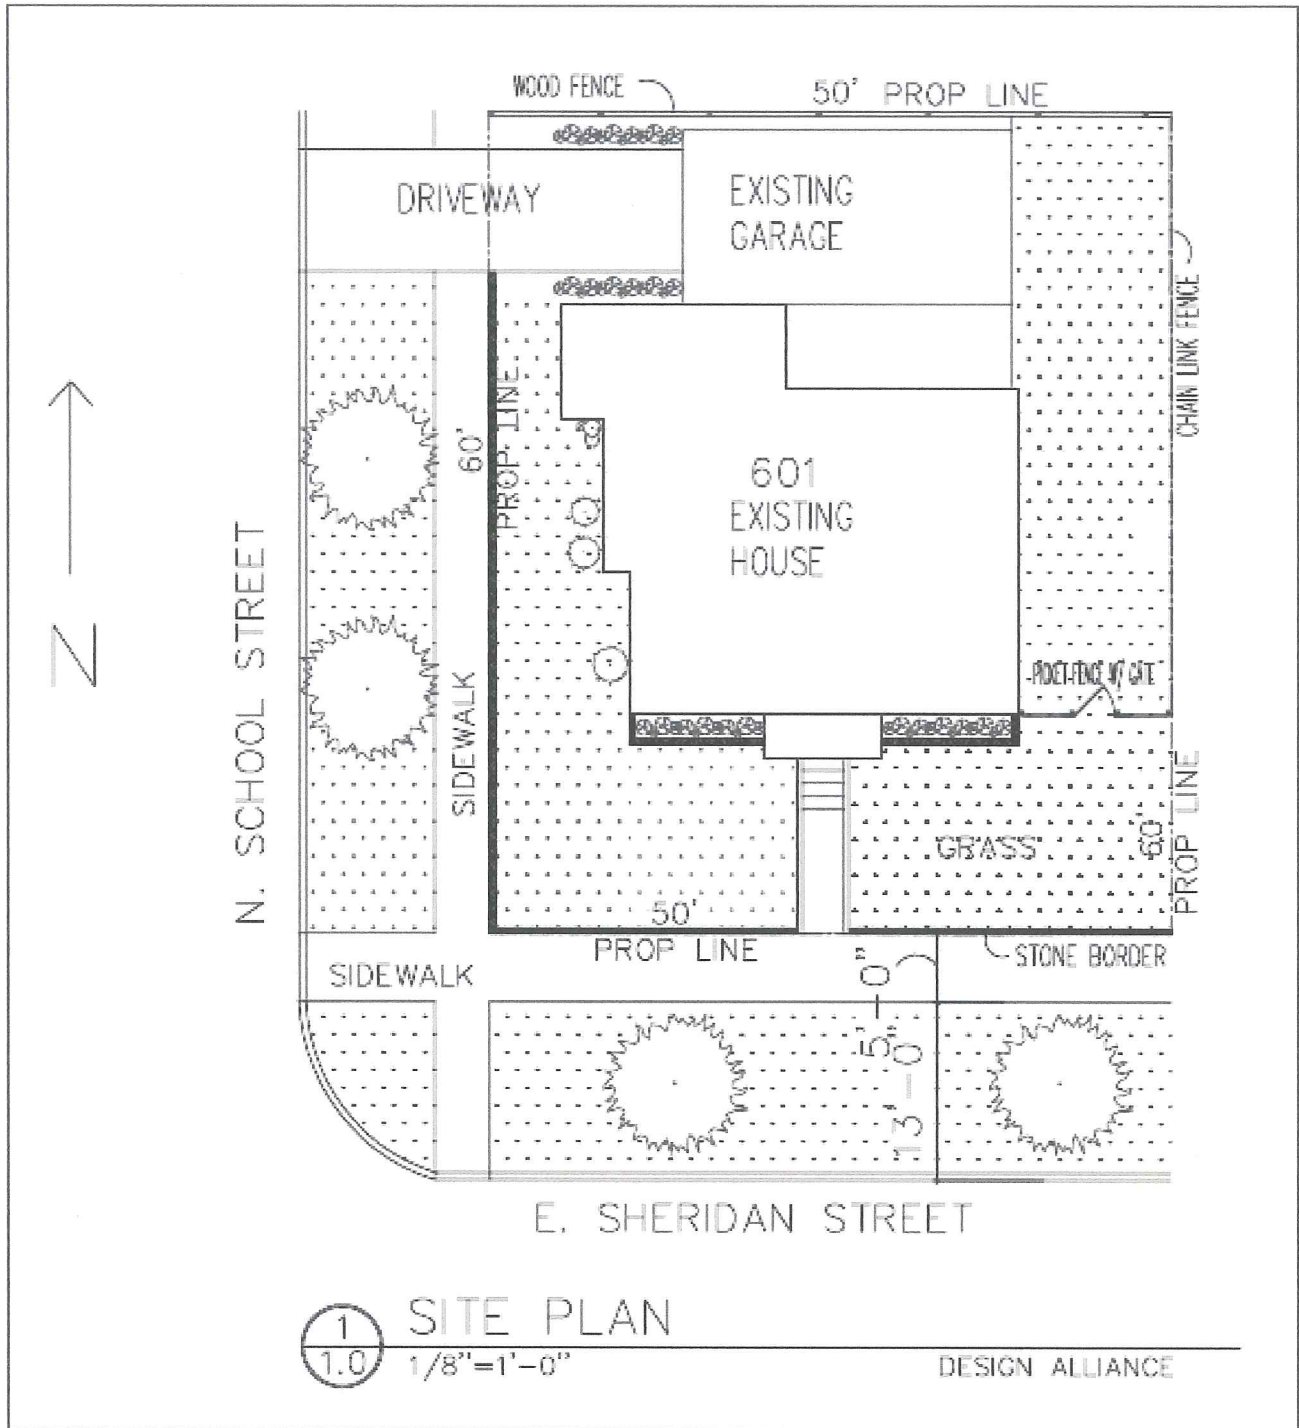 WOOD FENCE
50' PROP LINE
DRIVEWAY
EXISTING
GARAGE
CHAIN LINK FENCE
60'
PROP LINE
601
EXISTING
HOUSE
N
N. SCHOOL STREET
SIDEWALK
PICKET FENCE W/ GATE
60'
PROP LINE
GRASS
50'
PROP LINE
STONE BORDER
SIDEWALK
5'-0"
13'-0"
E. SHERIDAN STREET
1
1.0
SITE PLAN
1/8"=1'-0"
DESIGN ALLIANCE